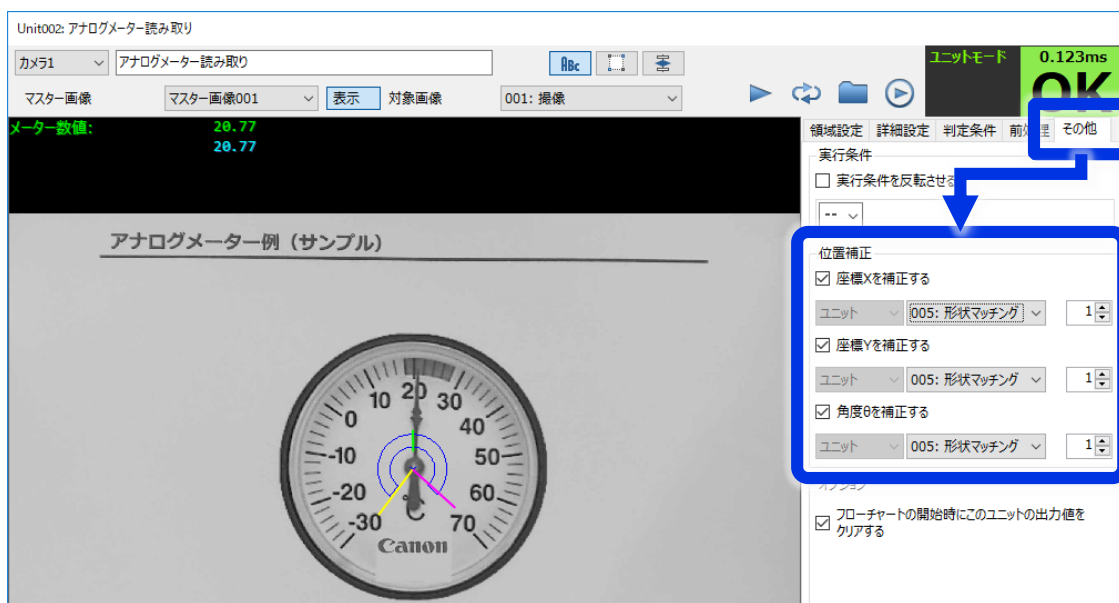 Unit002: アナログメーター読み取り
カメラ1 アナログメーター読み取り ABC
ユニットモード 0.123ms
OK
マスター画像 マスター画像001 表示 対象画像 001: 撮像
メーター数値: 20.77
20.77
領域設定 詳細設定 判定条件 前処理 その他
実行条件
実行条件を反転させる
--
位置補正
座標Xを補正する
ユニット 005: 形状マッチング 1
座標Yを補正する
ユニット 005: 形状マッチング 1
角度θを補正する
ユニット 005: 形状マッチング 1
オプション
フローチャートの開始時にこのユニットの出力値を
クリアする
アナログメーター例（サンプル）
-30 -20 -10 0 10 20 30 40 50 60 70
℃
Canon